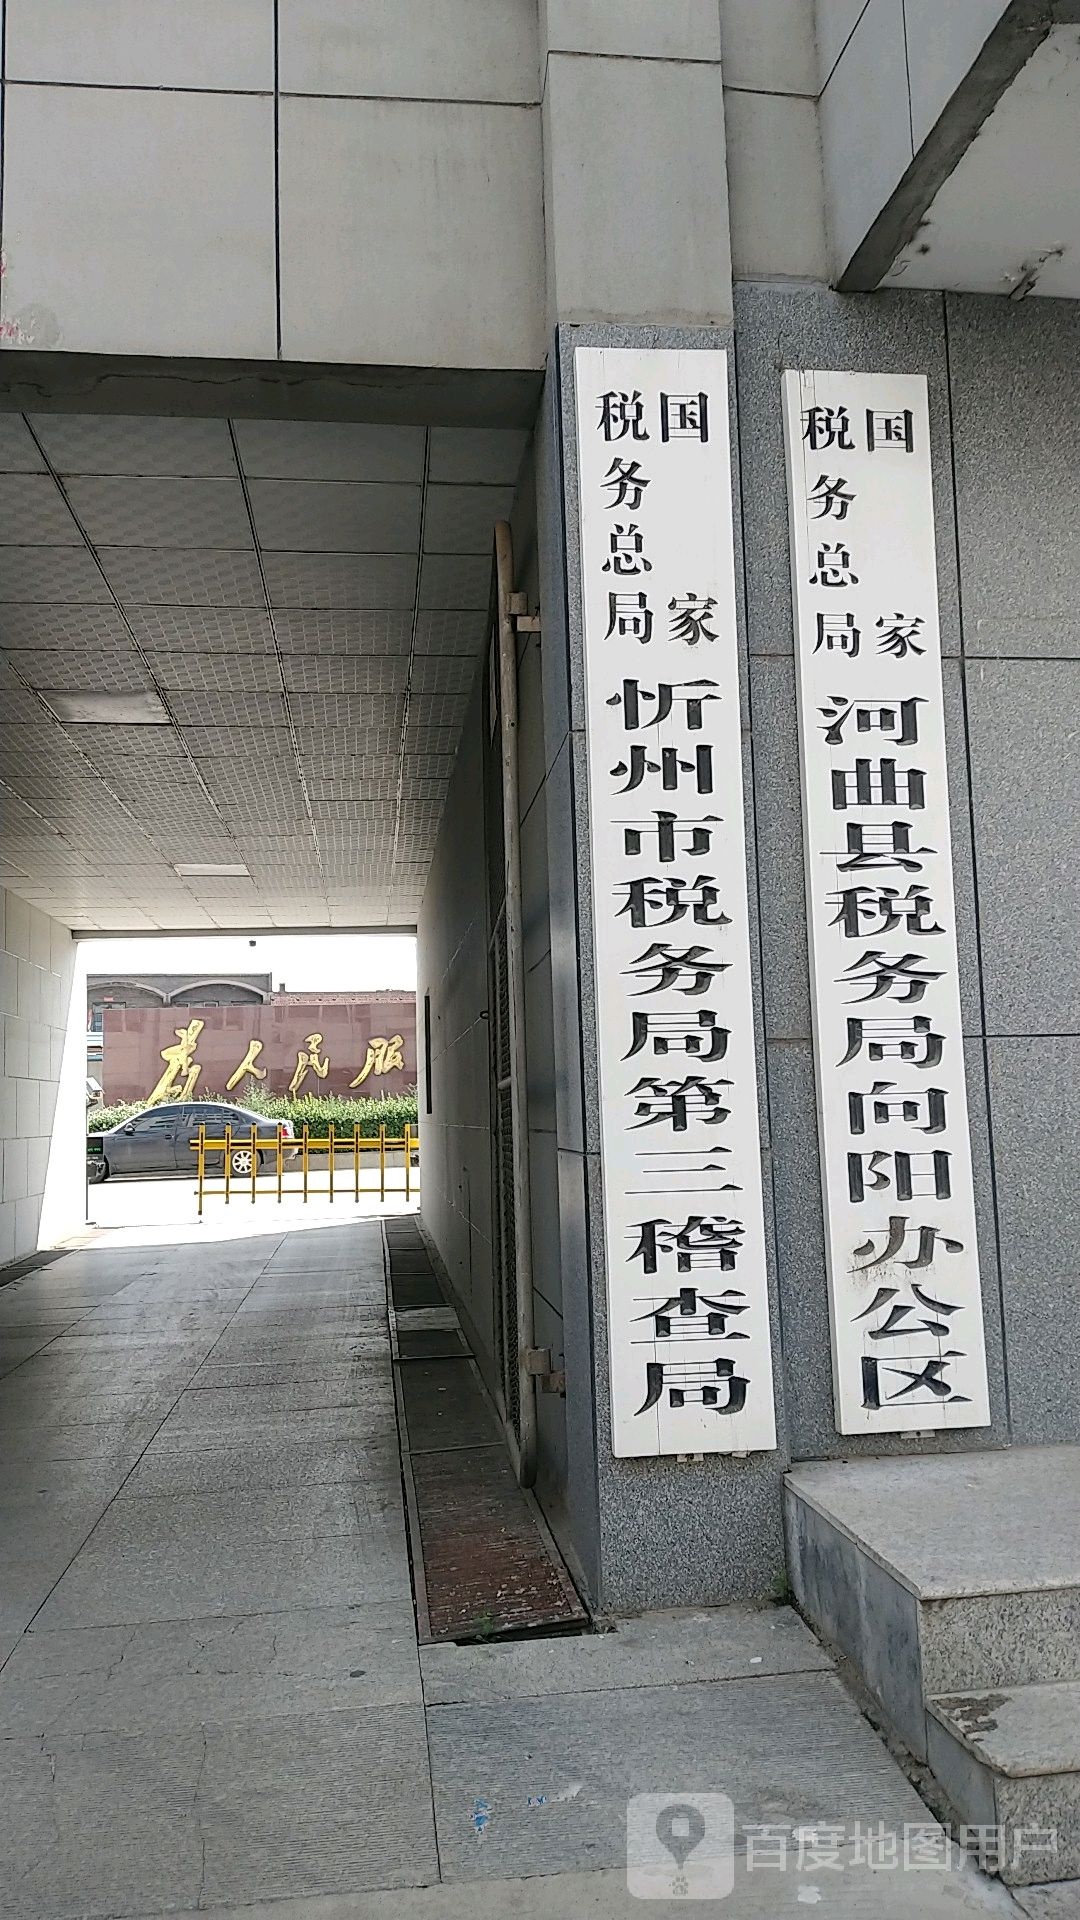 国家税务总局忻州市税务局第三稽查局
国家税务总局河曲县税务局向阳办公区
为人民服
百度地图用户